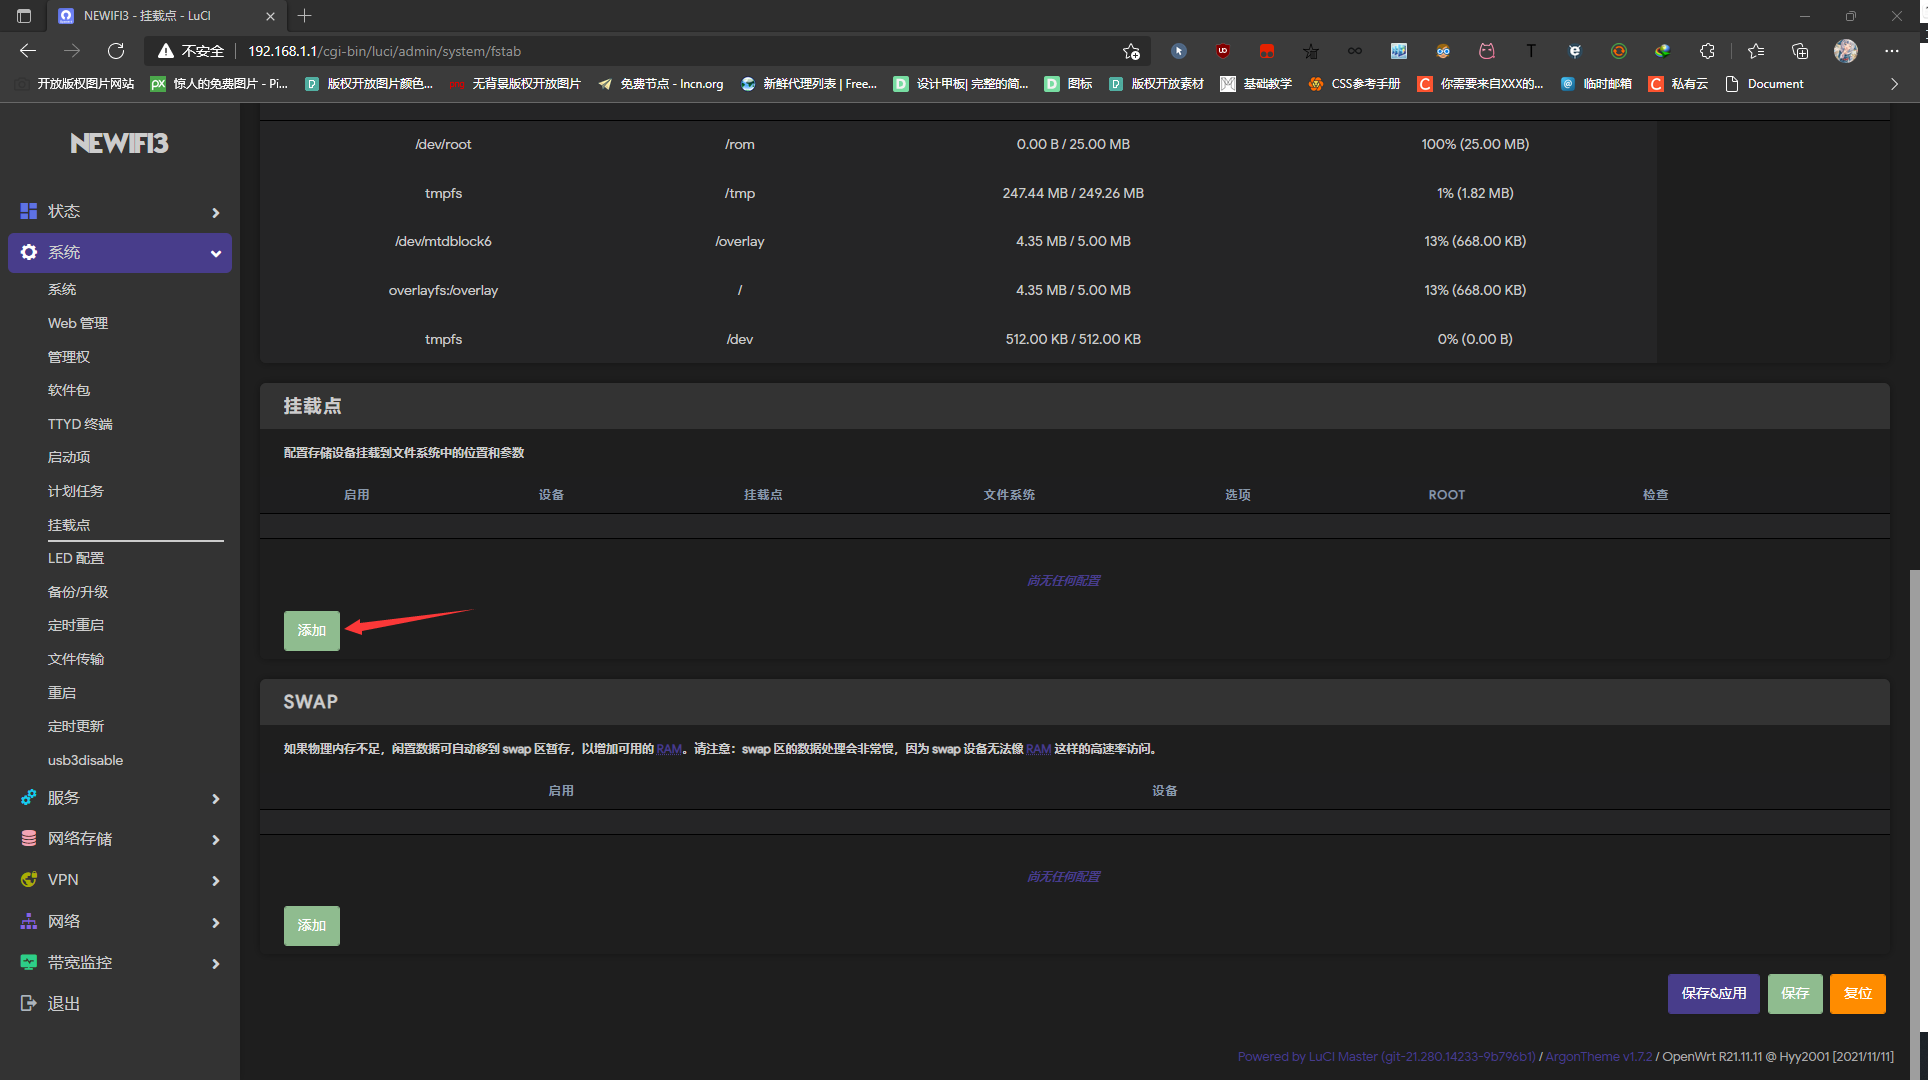 NEWIFI3 - 挂载点 - LuCI
不安全
192.168.1.1/cgi-bin/luci/admin/system/fstab
开放版权图片网站
惊人的免费图片 - Pi...
版权开放图片颜色...
无背景版权开放图片
免费节点 - lncn.org
新鲜代理列表 | Free...
设计甲板| 完整的简...
图标
版权开放素材
基础教学
CSS参考手册
你需要来自XXX的...
临时邮箱
私有云
Document
NEWIFI3
状态
系统
系统
Web 管理
管理权
软件包
TTYD 终端
启动项
计划任务
挂载点
LED 配置
备份/升级
定时重启
文件传输
重启
定时更新
usb3disable
服务
网络存储
VPN
网络
带宽监控
退出
/dev/root /rom 0.00 B / 25.00 MB 100% (25.00 MB)
tmpfs /tmp 247.44 MB / 249.26 MB 1% (1.82 MB)
/dev/mtdblock6 /overlay 4.35 MB / 5.00 MB 13% (668.00 KB)
overlayfs:/overlay / 4.35 MB / 5.00 MB 13% (668.00 KB)
tmpfs /dev 512.00 KB / 512.00 KB 0% (0.00 B)
挂载点
配置存储设备挂载到文件系统中的位置和参数
启用 设备 挂载点 文件系统 选项 ROOT 检查
尚无任何配置
添加
SWAP
如果物理内存不足，闲置数据可自动移到 swap 区暂存，以增加可用的 RAM。请注意：swap 区的数据处理会非常慢，因为 swap 设备无法像 RAM 这样的高速率访问。
启用 设备
尚无任何配置
添加
保存&应用 保存 复位
Powered by LuCI Master (git-21.280.14233-9b796b1) / ArgonTheme v1.7.2 / OpenWrt R21.11.11 @ Hyy2001 [2021/11/11]